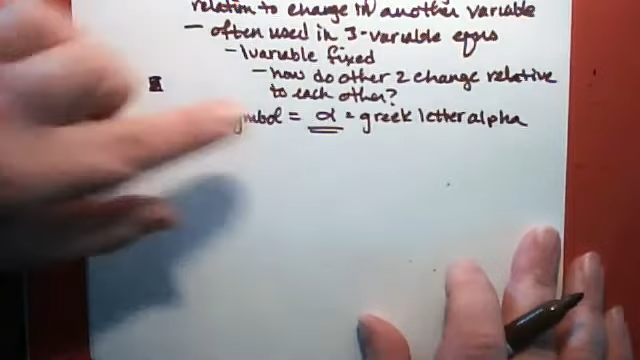 relation to change in another variable
- often used in 3-variable eqns
- 1 variable fixed
- how do other 2 change relative
to each other?
ymbol = α = greek letter alpha